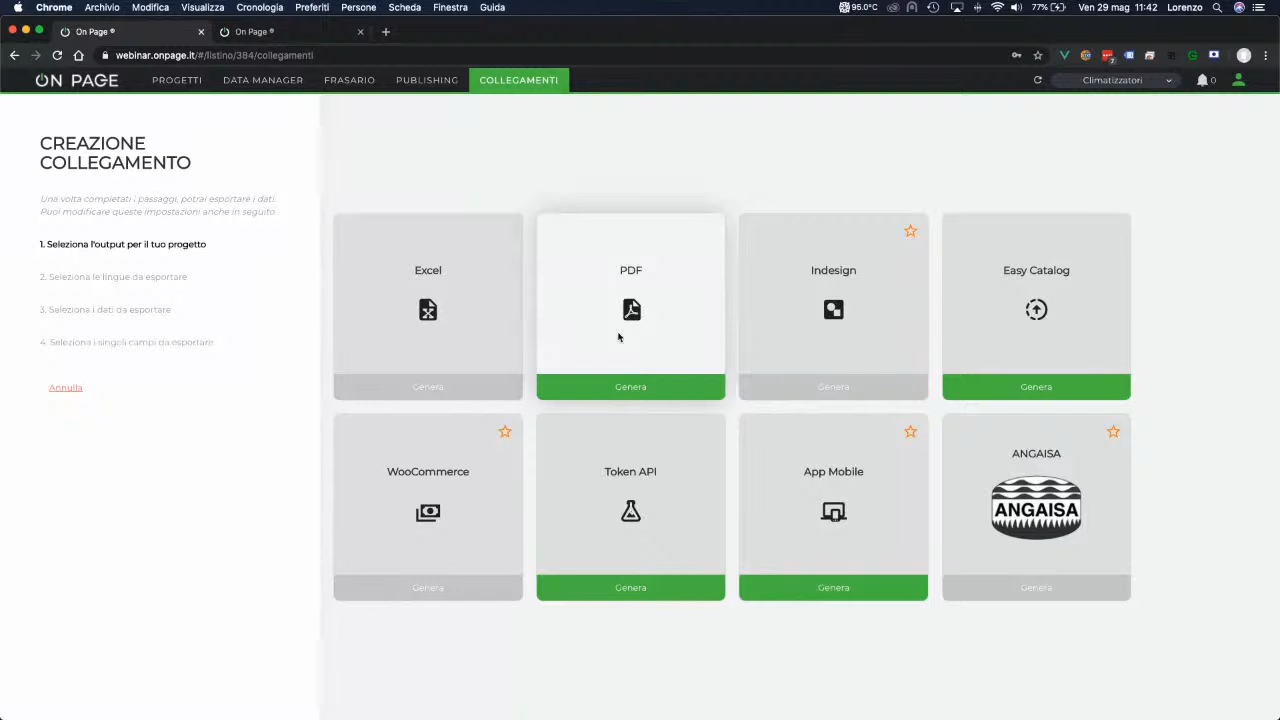 Chrome Archivio Modifica Visualizza Cronologia Preferiti Persone Scheda Finestra Guida 95.0°C 77% Ven 29 mag 11:42 Lorenzo
On Page ® On Page ®
webinar.onpage.it/#/listino/384/collegamenti
ON PAGE PROGETTI DATA MANAGER FRASARIO PUBLISHING COLLEGAMENTI Climatizzatori 0
CREAZIONE
COLLEGAMENTO
Una volta completati i passaggi, potrai esportare i dati.
Puoi modificare queste impostazioni anche in seguito.
1. Seleziona l'output per il tuo progetto
2. Seleziona le lingue da esportare
3. Seleziona i dati da esportare
4. Seleziona i singoli campi da esportare
Annulla
Excel PDF Indesign Easy Catalog
Genera Genera Genera Genera
WooCommerce Token API App Mobile ANGAISA
ANGAISA
Genera Genera Genera Genera